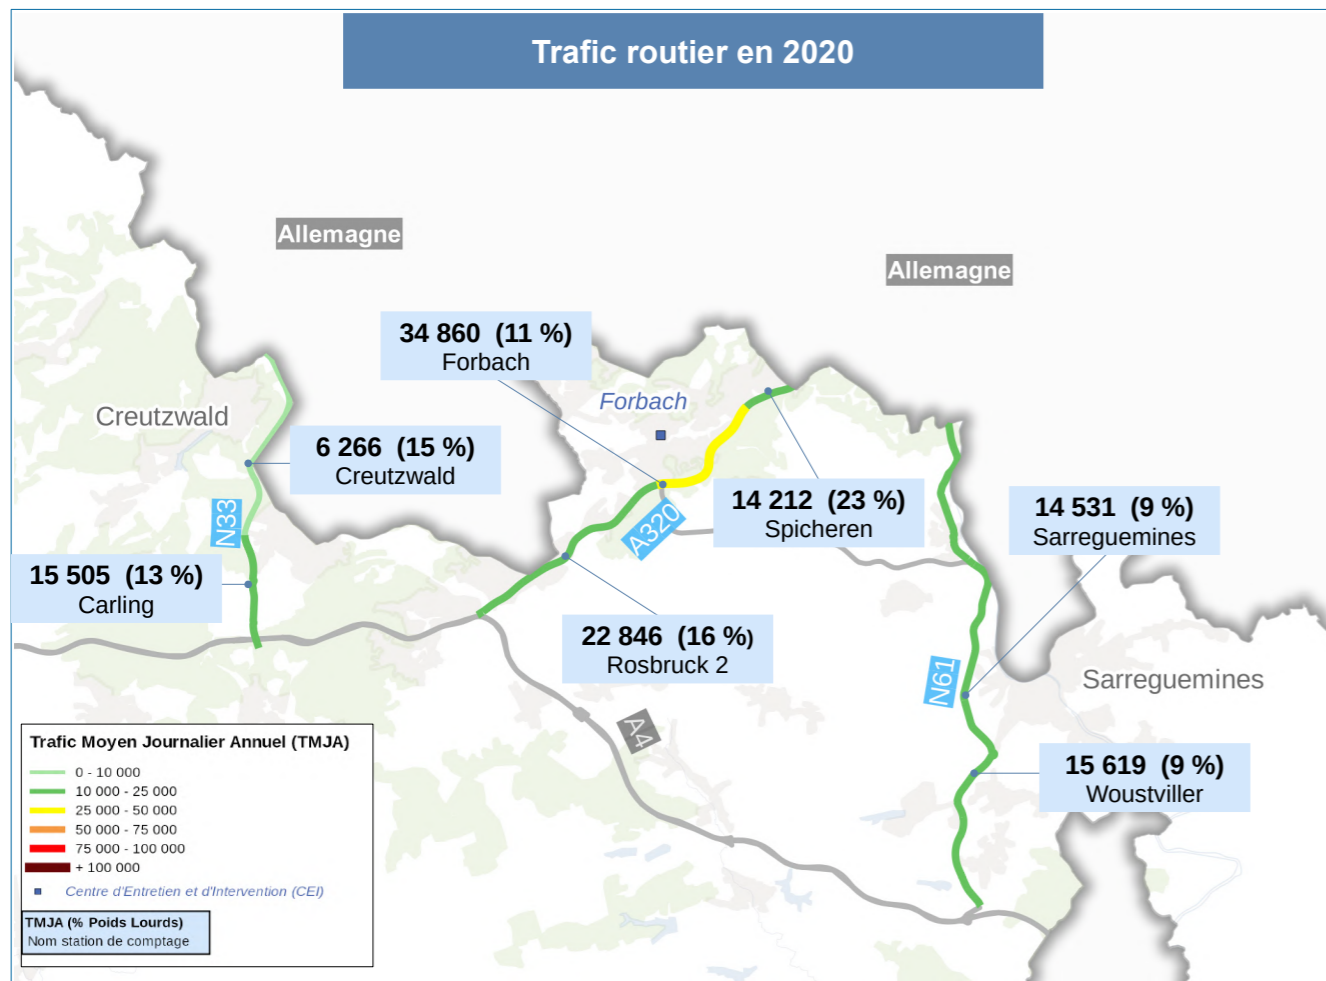 Trafic routier en 2020
Allemagne
Allemagne
34 860 (11 %)
Forbach
Forbach
Creutzwald
6 266 (15 %)
Creutzwald
14 212 (23 %)
Spicheren
14 531 (9 %)
Sarreguemines
N33
A320
15 505 (13 %)
Carling
22 846 (16 %)
Rosbruck 2
N61
Sarreguemines
A4
15 619 (9 %)
Woustviller
Trafic Moyen Journalier Annuel (TMJA)
0 - 10 000
10 000 - 25 000
25 000 - 50 000
50 000 - 75 000
75 000 - 100 000
+ 100 000
Centre d'Entretien et d'Intervention (CEI)
TMJA (% Poids Lourds)
Nom station de comptage